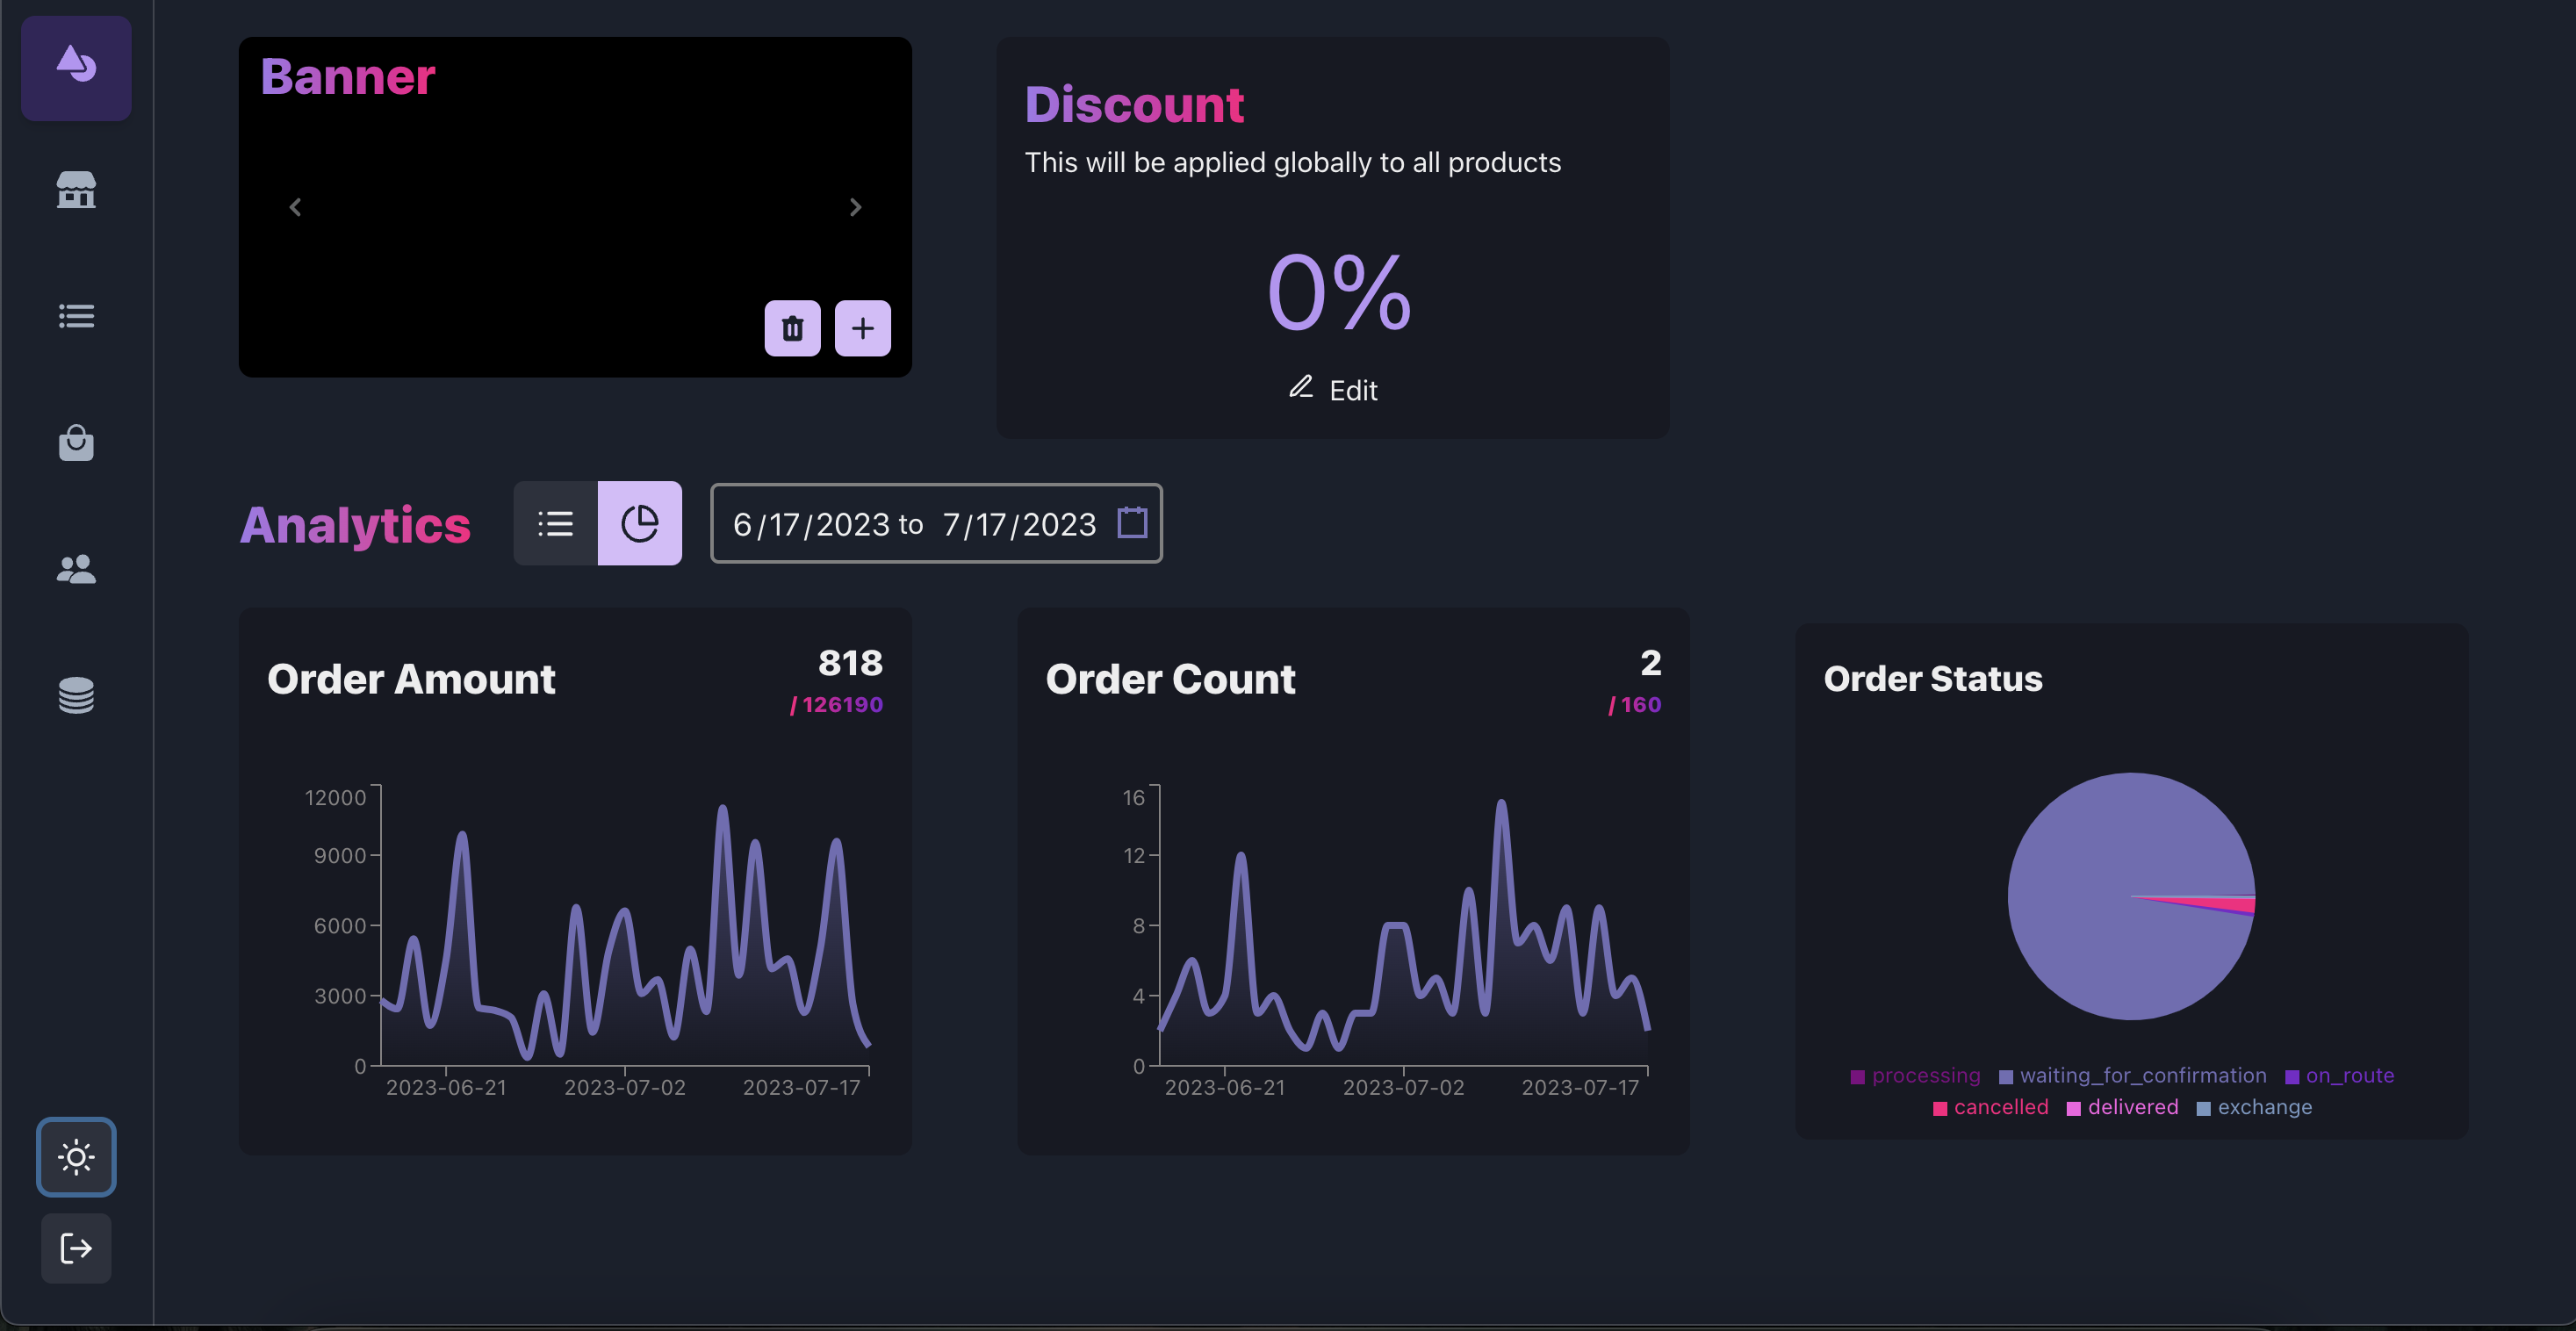 Banner
Discount
This will be applied globally to all products
0%
Edit
Analytics
6/17/2023 to 7/17/2023
Order Amount
818
/ 126190
12000
9000
6000
3000
0
2023-06-21 2023-07-02 2023-07-17
Order Count
2
/ 160
16
12
8
4
0
2023-06-21 2023-07-02 2023-07-17
Order Status
processing waiting_for_confirmation on_route
cancelled delivered exchange